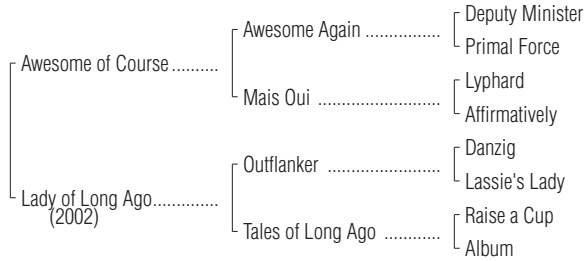 Deputy Minister
Awesome Again ................
Primal Force
Awesome of Course ..........
Lyphard
Mais Oui ..........................
Affirmatively
Danzig
Outflanker ........................
Lassie's Lady
Lady of Long Ago..............
(2002)
Raise a Cup
Tales of Long Ago .............
Album